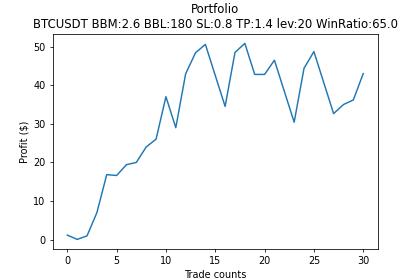 Portfolio
BTCUSDT BBM:2.6 BBL:180 SL:0.8 TP:1.4 lev:20 WinRatio:65.0
50
40
30
20
10
0
Profit ($)
0 5 10 15 20 25 30
Trade counts